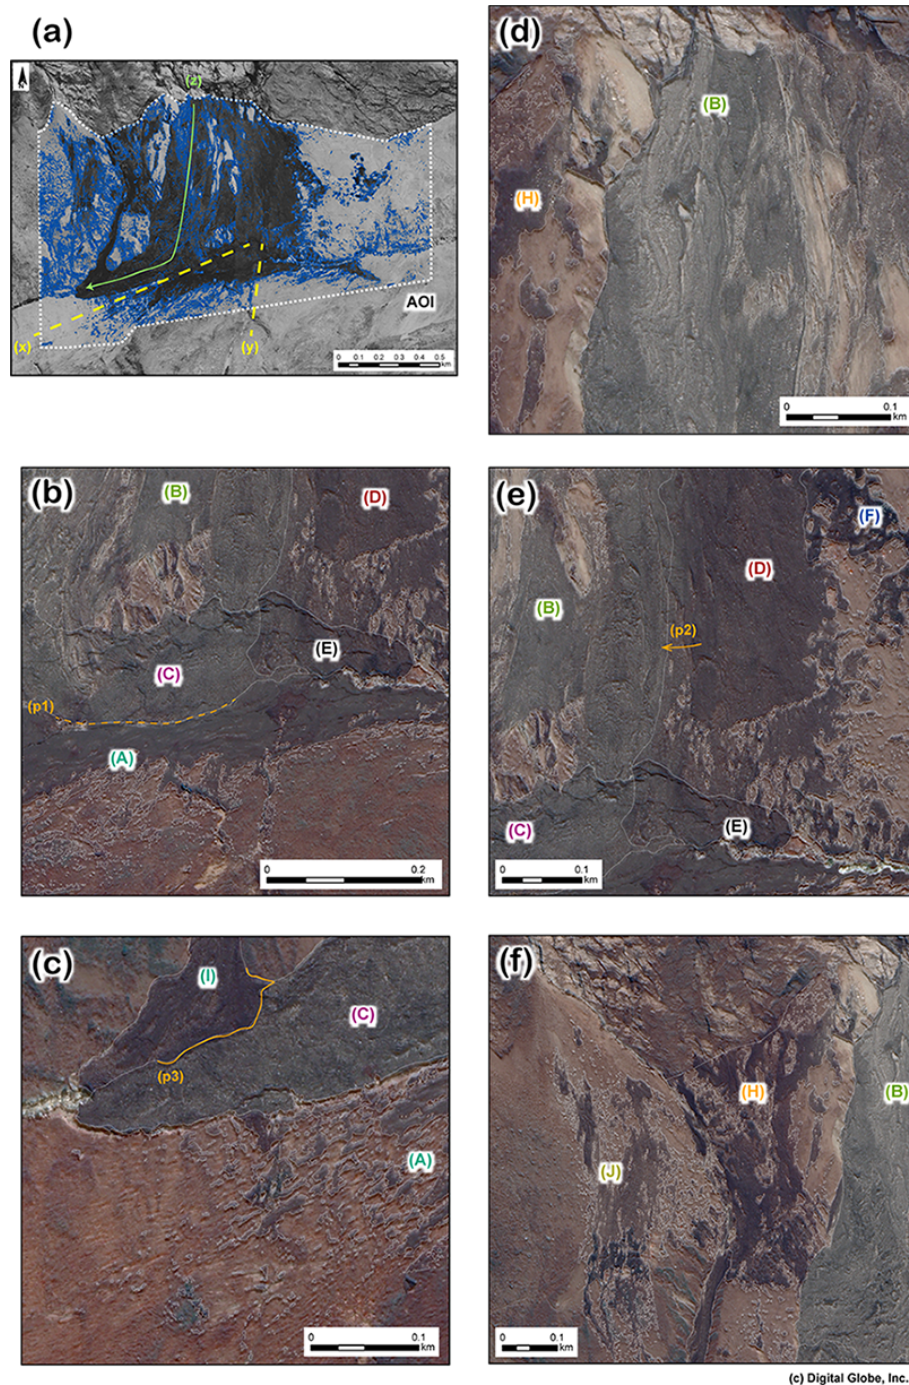 (a)
(z)
AOI
(x)
(y)
0 0.1 0.2 0.3 0.4 0.5
km
(d)
(B)
(H)
0 0.1
km
(b)
(B)
(D)
(E)
(C)
(p1)
(A)
0 0.2
km
(e)
(F)
(D)
(B)
(p2)
(C)
(E)
0 0.1
km
(c)
(I)
(C)
(p3)
(A)
0 0.1
km
(f)
(H)
(B)
(J)
0 0.1
km
(c) Digital Globe, Inc.